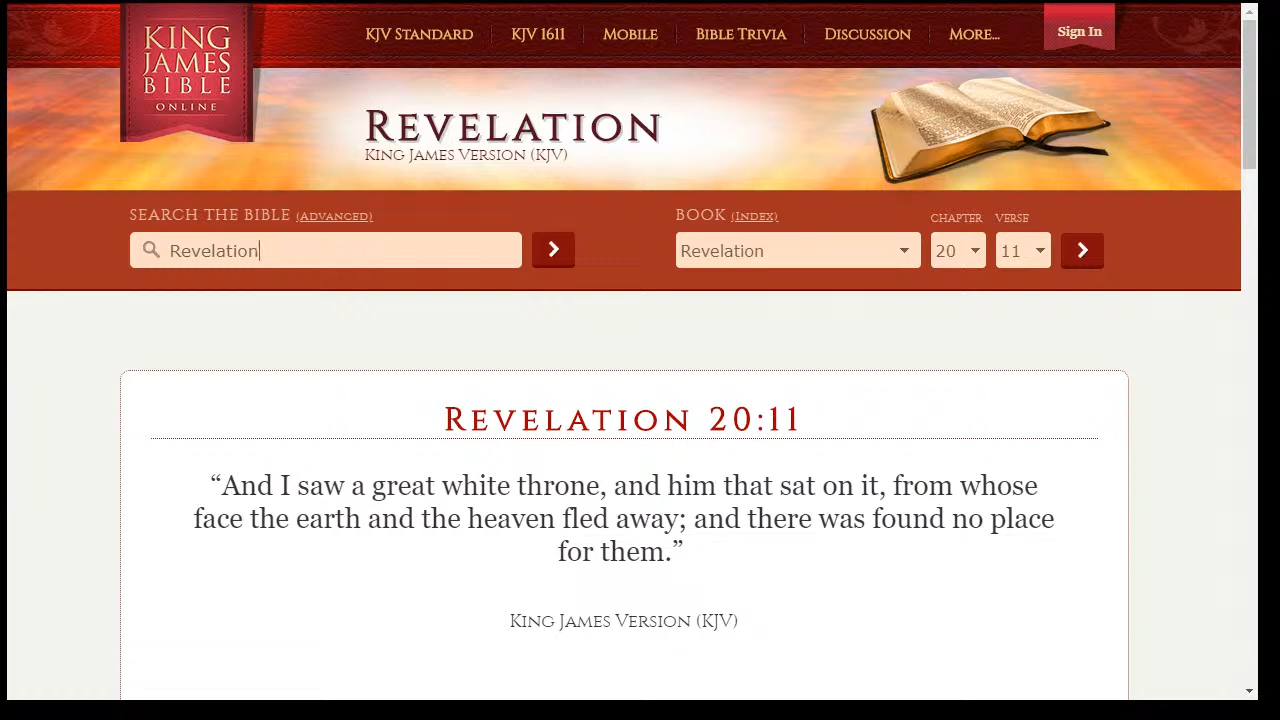 KING JAMES BIBLE ONLINE
KJV STANDARD KJV 1611 MOBILE BIBLE TRIVIA DISCUSSION MORE... Sign In
REVELATION
KING JAMES VERSION (KJV)
SEARCH THE BIBLE (ADVANCED) BOOK (INDEX) CHAPTER VERSE
Revelation Revelation 20 11
REVELATION 20:11
“And I saw a great white throne, and him that sat on it, from whose
face the earth and the heaven fled away; and there was found no place
for them.”
KING JAMES VERSION (KJV)